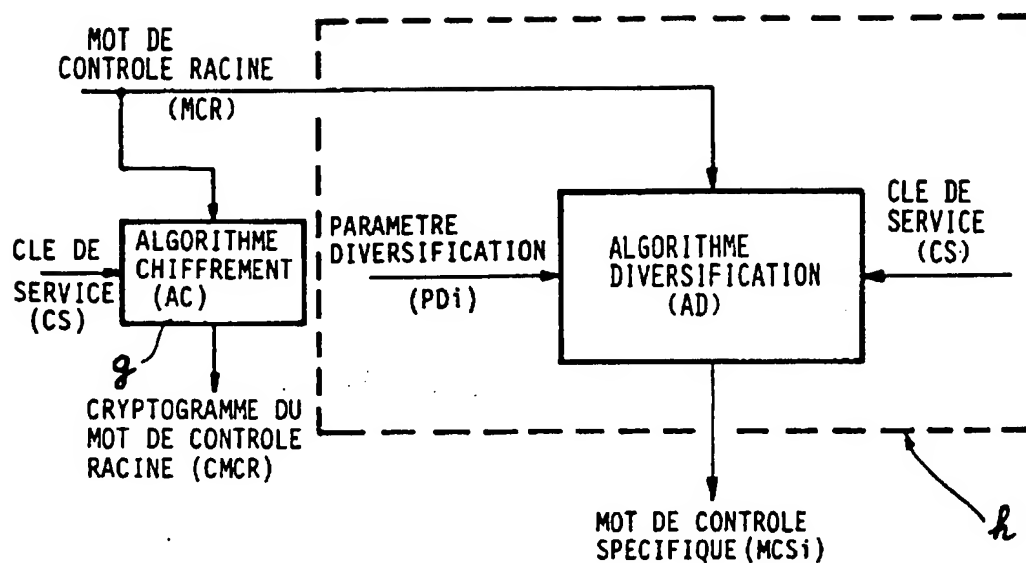 MOT DE
CONTROLE RACINE
(MCR)
CLE DE
SERVICE
(CS)
ALGORITHME
CHIFFREMENT
(AC)
g
CRYPTOGRAMME DU
MOT DE CONTROLE
RACINE (CMCR)
PARAMETRE
DIVERSIFICATION
(PDi)
ALGORITHME
DIVERSIFICATION
(AD)
CLE DE
SERVICE
(CS)
h
MOT DE CONTROLE
SPECIFIQUE (MCSi)